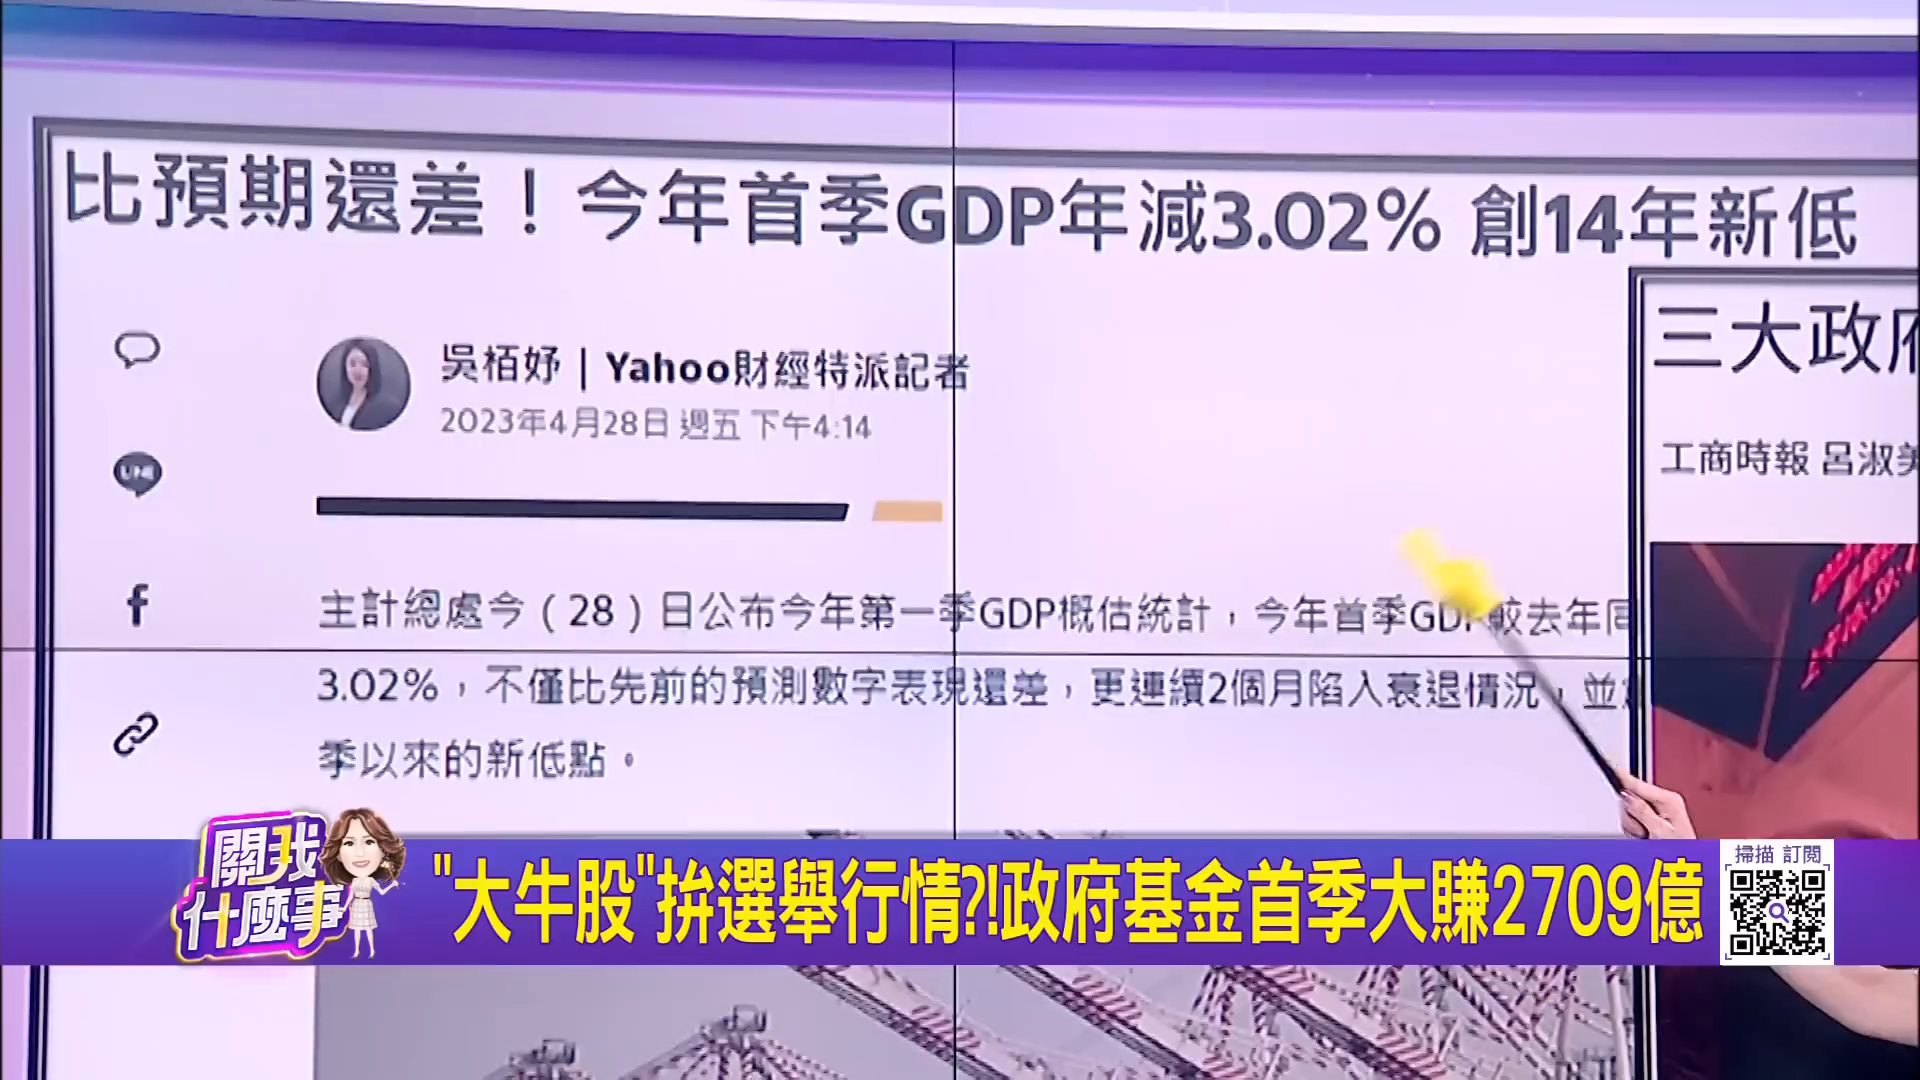 比預期還差！今年首季GDP年減3.02% 創14年新低
吳栢妤｜Yahoo財經特派記者
2023年4月28日 週五 下午4:14
LINE
主計總處今（28）日公布今年第一季GDP概估統計，今年首季GDP較去年同
3.02%，不僅比先前的預測數字表現還差，更連續2個月陷入衰退情況，並
季以來的新低點。
三大政府
工商時報 呂淑美
關我
什麼事
"大牛股"拚選舉行情?!政府基金首季大賺2709億
掃描 訂閱